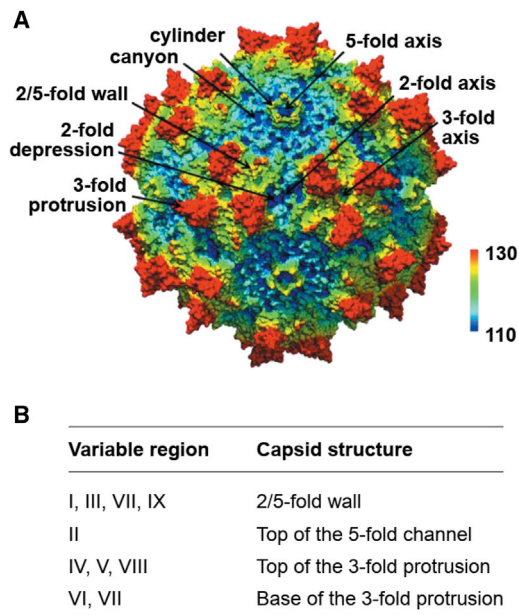 A
cylinder
canyon
2/5-fold wall
2-fold
depression
3-fold
protrusion
5-fold axis
2-fold axis
3-fold
axis
130
110
B
Variable region Capsid structure
I, III, VII, IX 2/5-fold wall
II Top of the 5-fold channel
IV, V, VIII Top of the 3-fold protrusion
VI, VII Base of the 3-fold protrusion